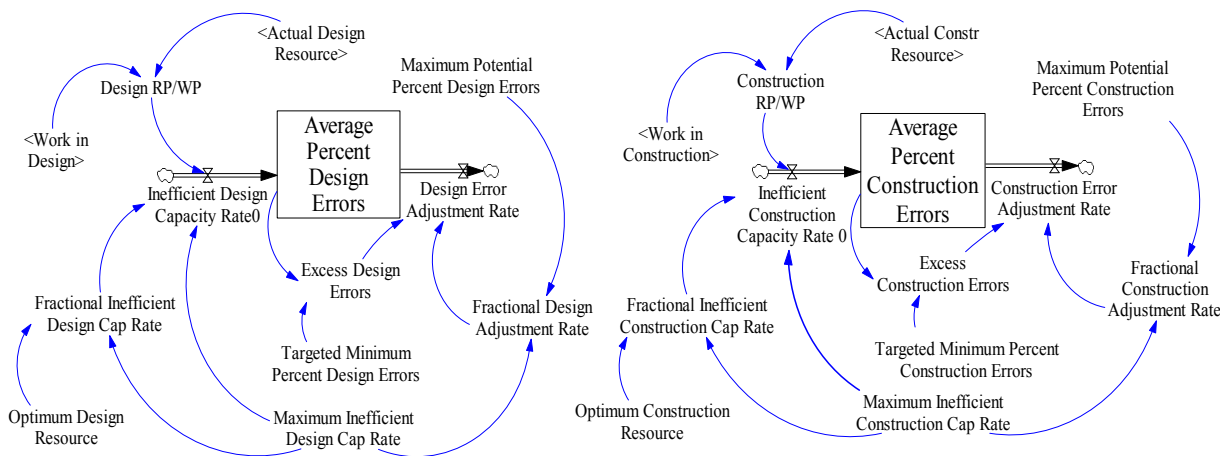 <Actual Design
Resource>
Design RP/WP
Maximum Potential
Percent Design Errors
<Work in
Design>
Average
Percent
Design
Errors
Inefficient Design
Capacity Rate0
Design Error
Adjustment Rate
Excess Design
Errors
Fractional Inefficient
Design Cap Rate
Fractional Design
Adjustment Rate
Targeted Minimum
Percent Design Errors
Optimum Design
Resource
Maximum Inefficient
Design Cap Rate
<Actual Constr
Resource>
Construction
RP/WP
Maximum Potential
Percent Construction
Errors
<Work in
Construction>
Average
Percent
Construction
Errors
Inefficient
Construction
Capacity Rate 0
Construction Error
Adjustment Rate
Excess
Construction Errors
Fractional
Construction
Adjustment Rate
Fractional Inefficient
Construction Cap Rate
Targeted Minimum Percent
Construction Errors
Optimum Construction
Resource
Maximum Inefficient
Construction Cap Rate